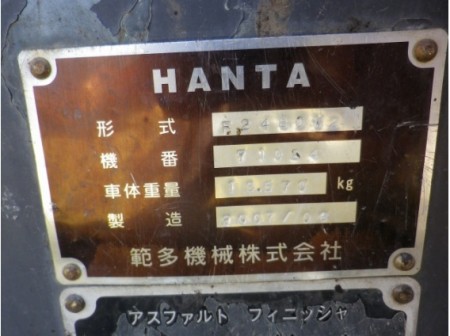 HANTA
形式
機番
車体重量 kg
製造
範多機械株式会社
アスファルト フィニッシャ